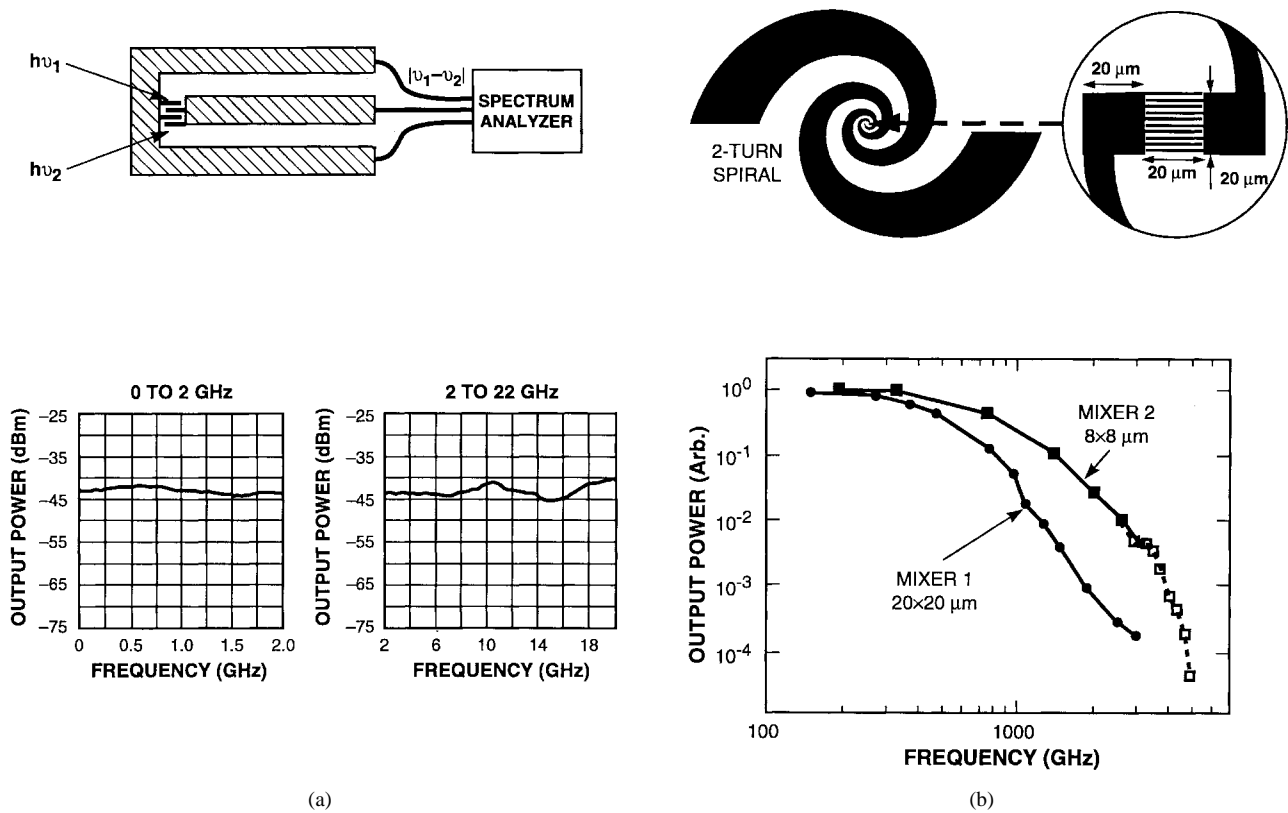 hυ1
hυ2
|υ1−υ2|
SPECTRUM
ANALYZER
0 TO 2 GHz
OUTPUT POWER (dBm)
−25
−35
−45
−55
−65
−75
0 0.5 1.0 1.5 2.0
FREQUENCY (GHz)
2 TO 22 GHz
OUTPUT POWER (dBm)
−25
−35
−45
−55
−65
−75
2 6 10 14 18
FREQUENCY (GHz)
(a)
2-TURN
SPIRAL
20 µm
20 µm
20 µm
OUTPUT POWER (Arb.)
10^0
10^-1
10^-2
10^-3
10^-4
MIXER 2
8×8 µm
MIXER 1
20×20 µm
100 1000
FREQUENCY (GHz)
(b)